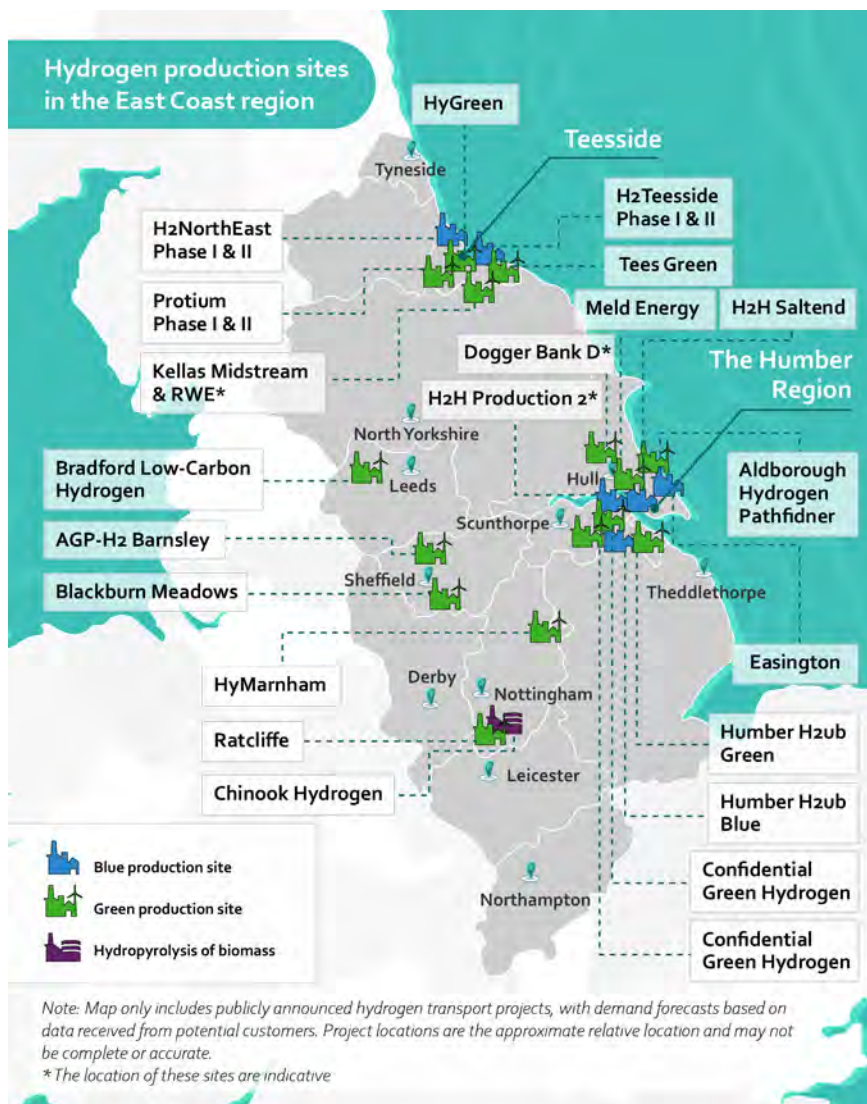 Hydrogen production sites
in the East Coast region
HyGreen
Teesside
Tyneside
H2NorthEast
Phase I & II
H2Teesside
Phase I & II
Tees Green
Protium
Phase I & II
Meld Energy
H2H Saltend
Dogger Bank D*
The Humber
Region
Kellas Midstream
& RWE*
H2H Production 2*
North Yorkshire
Bradford Low-Carbon
Hydrogen
Leeds
Hull
Aldborough
Hydrogen
Pathfidner
Scunthorpe
AGP-H2 Barnsley
Sheffield
Blackburn Meadows
Theddlethorpe
Easington
HyMarnham
Derby
Nottingham
Ratcliffe
Humber H2ub
Green
Leicester
Chinook Hydrogen
Humber H2ub
Blue
Blue production site
Northampton
Confidential
Green Hydrogen
Green production site
Hydropyrolysis of biomass
Confidential
Green Hydrogen
Note: Map only includes publicly announced hydrogen transport projects, with demand forecasts based on
data received from potential customers. Project locations are the approximate relative location and may not
be complete or accurate.
* The location of these sites are indicative